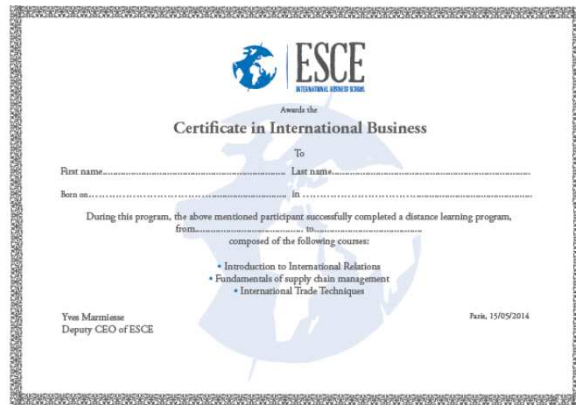 ESCE
INTERNATIONAL BUSINESS SCHOOL
Awards the
Certificate in International Business
To
First name.................................................... Last name....................................................
Born on.................................................... in ....................................................
During this program, the above mentioned participant successfully completed a distance learning program,
from.............................. to..............................
composed of the following courses:
• Introduction to International Relations
• Fundamentals of supply chain management
• International Trade Techniques
Yves Marmiesse
Deputy CEO of ESCE
Paris, 15/05/2014